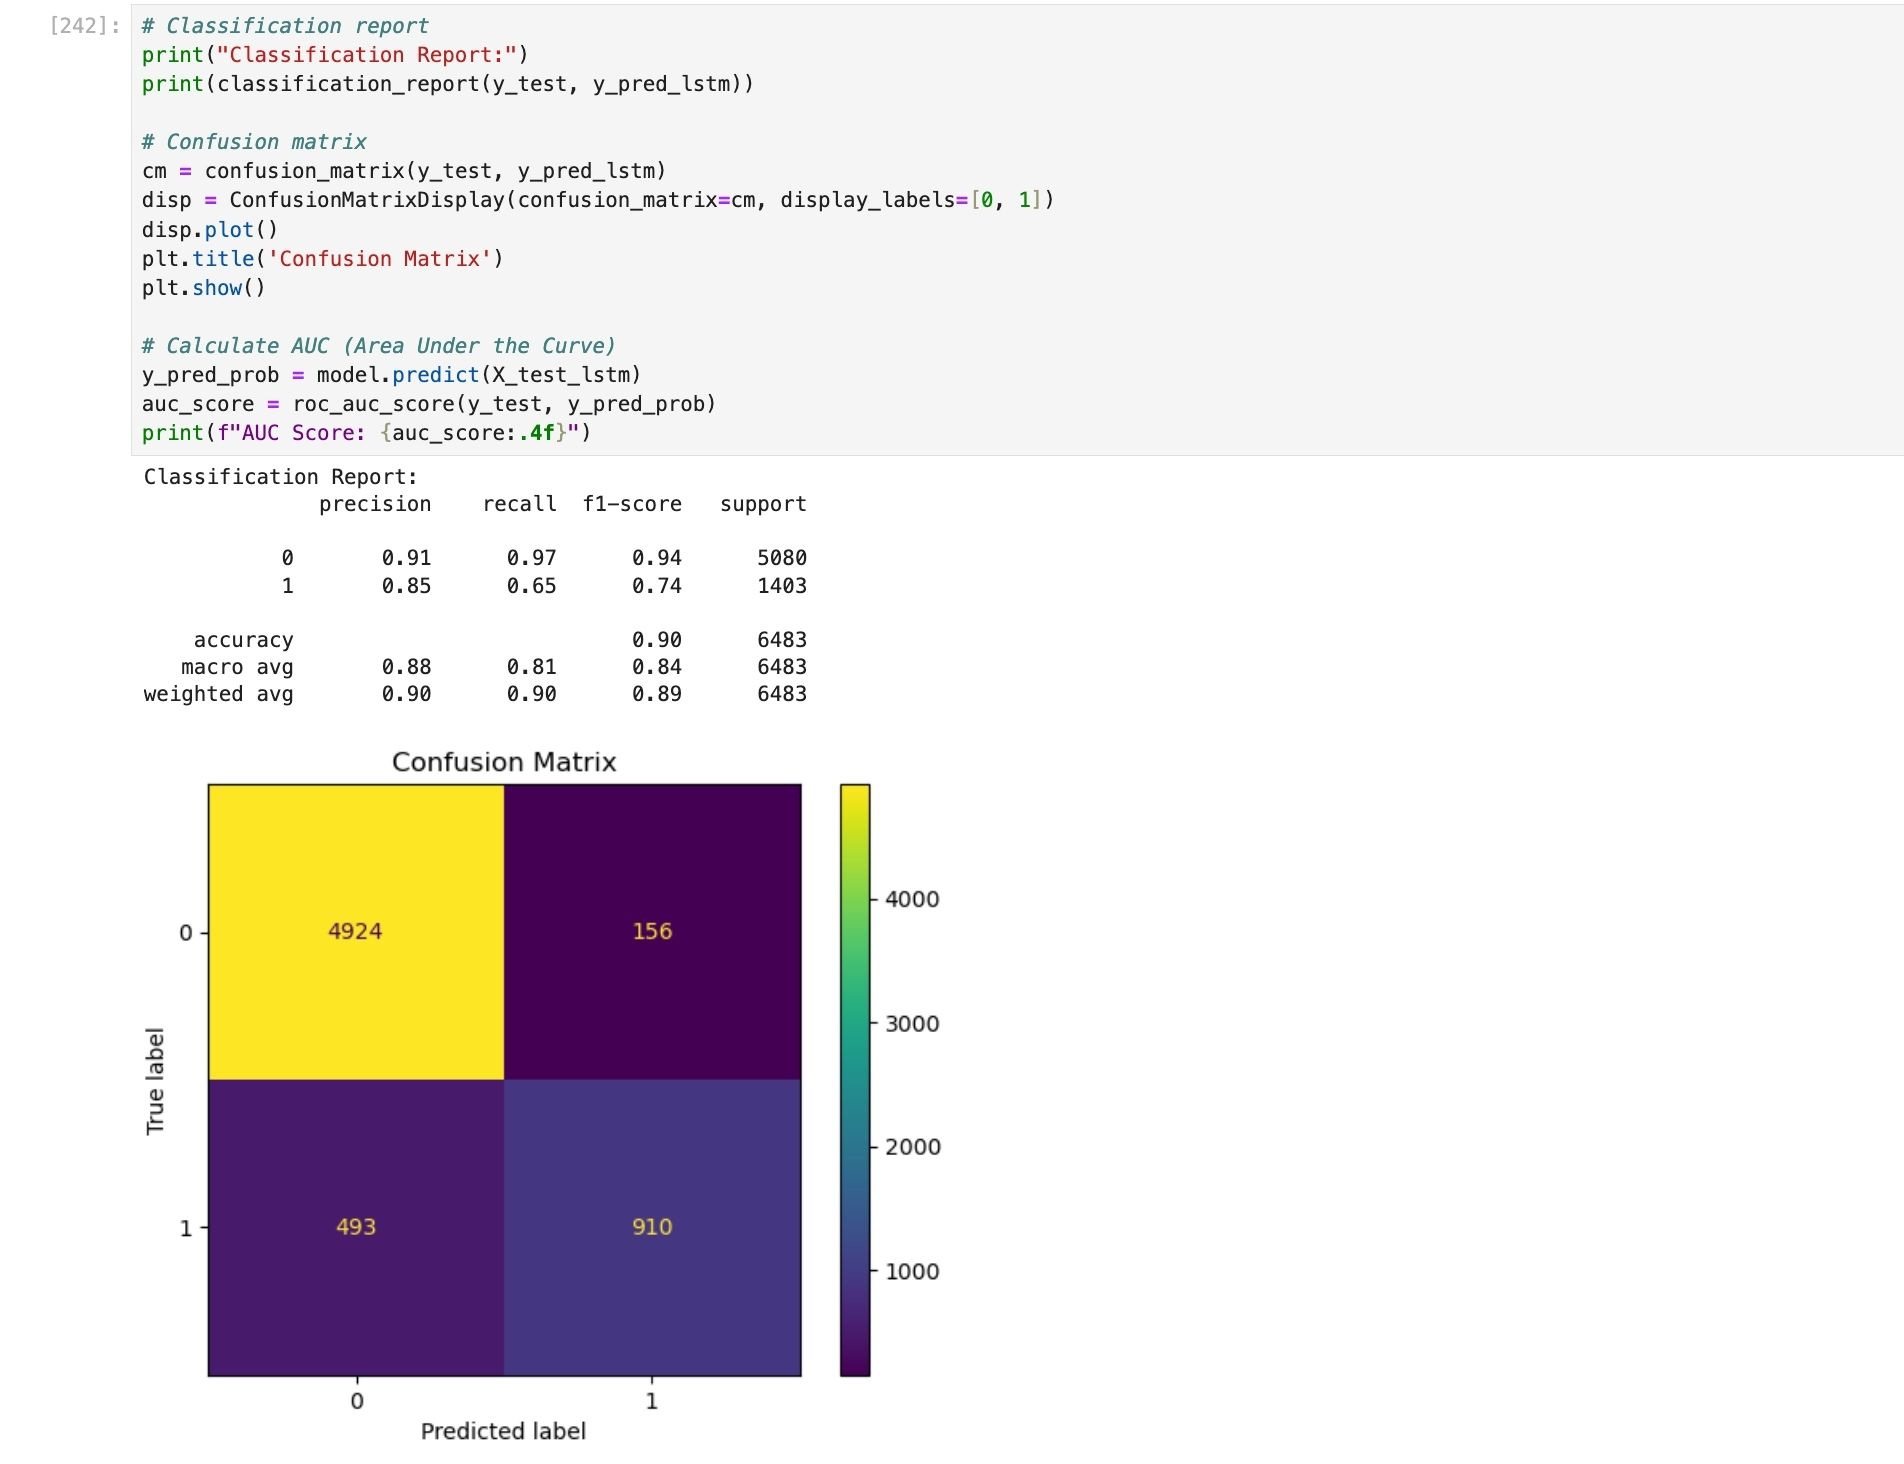 [242]:
# Classification report
print("Classification Report:")
print(classification_report(y_test, y_pred_lstm))
# Confusion matrix
cm = confusion_matrix(y_test, y_pred_lstm)
disp = ConfusionMatrixDisplay(confusion_matrix=cm, display_labels=[0, 1])
disp.plot()
plt.title('Confusion Matrix')
plt.show()
# Calculate AUC (Area Under the Curve)
y_pred_prob = model.predict(X_test_lstm)
auc_score = roc_auc_score(y_test, y_pred_prob)
print(f"AUC Score: {auc_score:.4f}")
Classification Report:
precision recall f1-score support
0 0.91 0.97 0.94 5080
1 0.85 0.65 0.74 1403
accuracy 0.90 6483
macro avg 0.88 0.81 0.84 6483
weighted avg 0.90 0.90 0.89 6483
Confusion Matrix
4000
0 4924 156
3000
True label
2000
1 493 910
1000
0 1
Predicted label